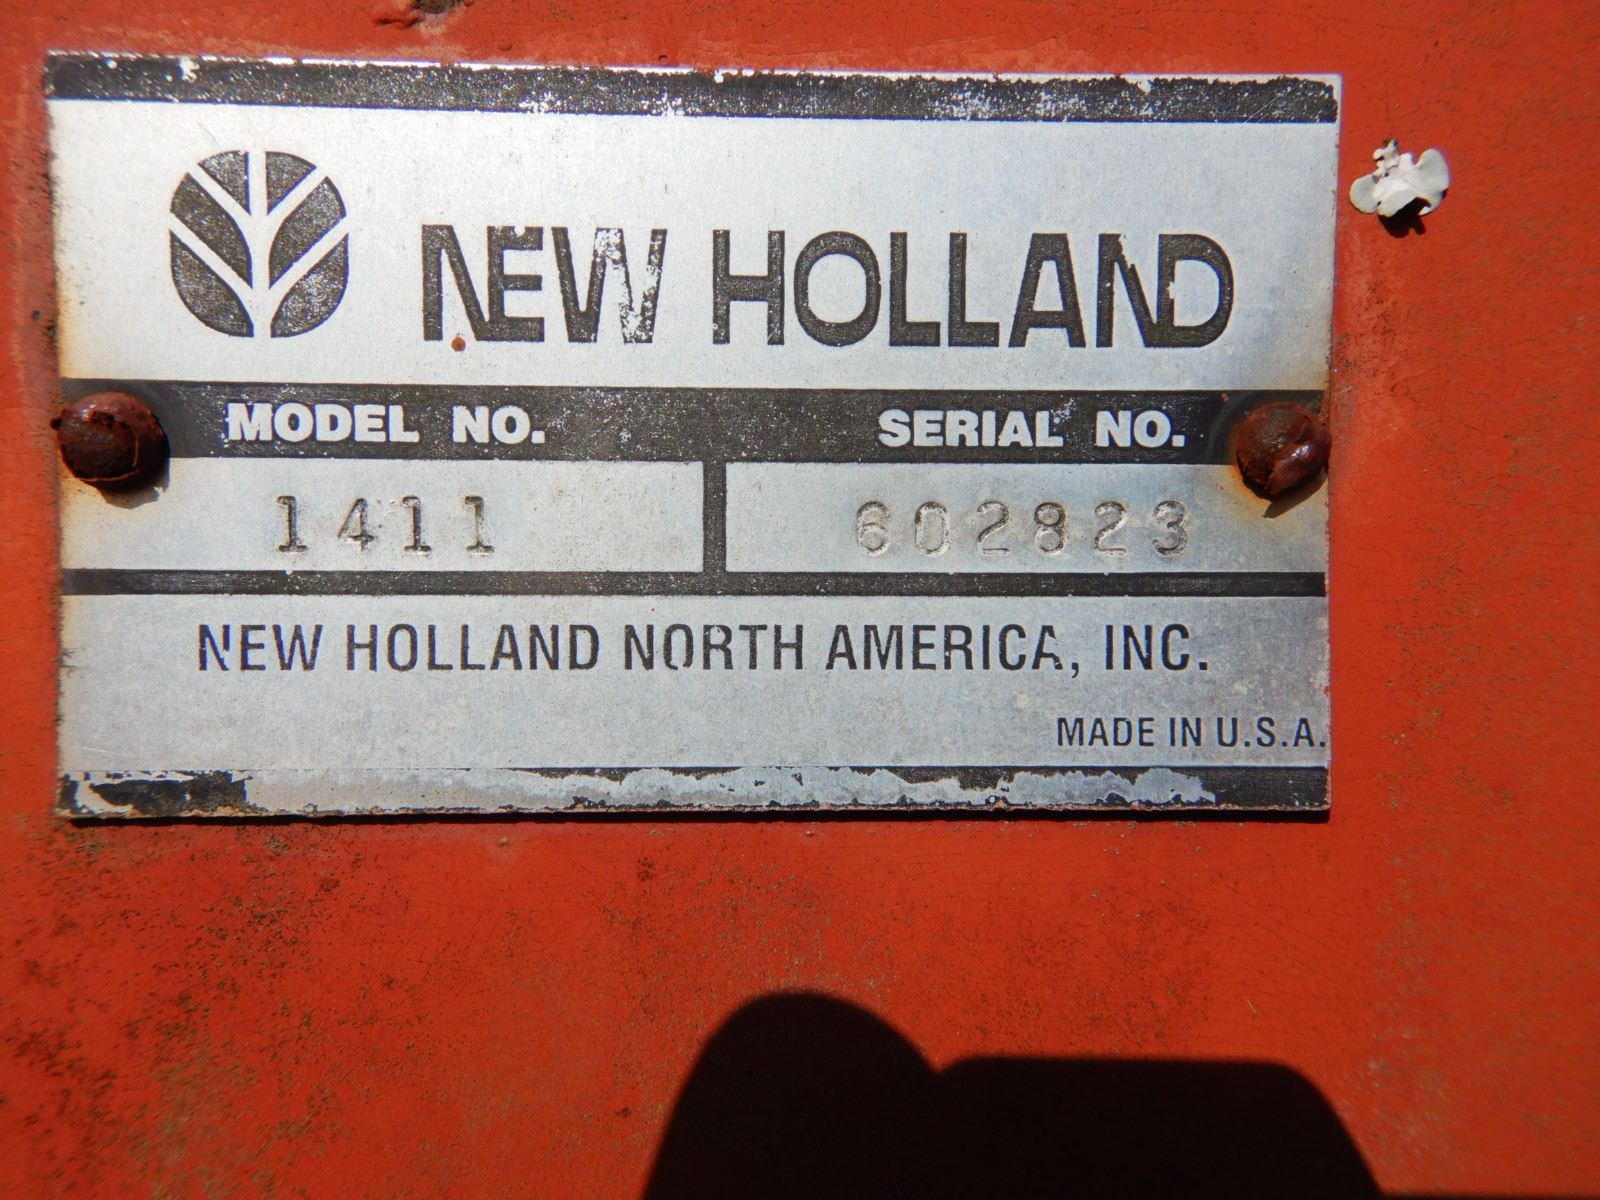 NEW HOLLAND
MODEL NO. SERIAL NO.
1411 602823
NEW HOLLAND NORTH AMERICA, INC.
MADE IN U.S.A.